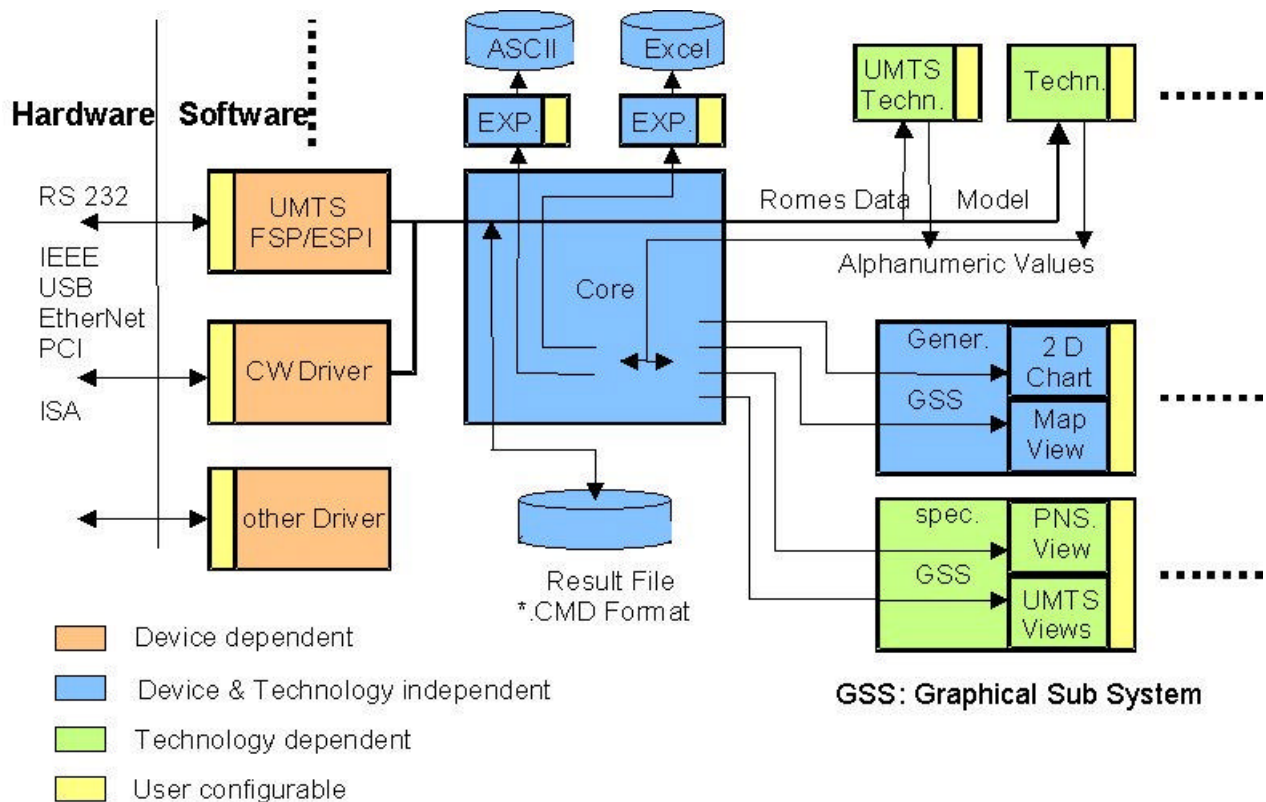 ASCII
Excel
UMTS
Techn.
Techn.
Hardware
Software
EXP.
EXP.
RS 232
UMTS
FSP/ESPI
Romes Data
Model
IEEE
USB
EtherNet
PCI
Alphanumeric Values
Core
CW Driver
Gener.
GSS
2 D
Chart
Map
View
ISA
other Driver
spec.
GSS
PNS.
View
UMTS
Views
Result File
*.CMD Format
Device dependent
Device & Technology independent
Technology dependent
User configurable
GSS: Graphical Sub System